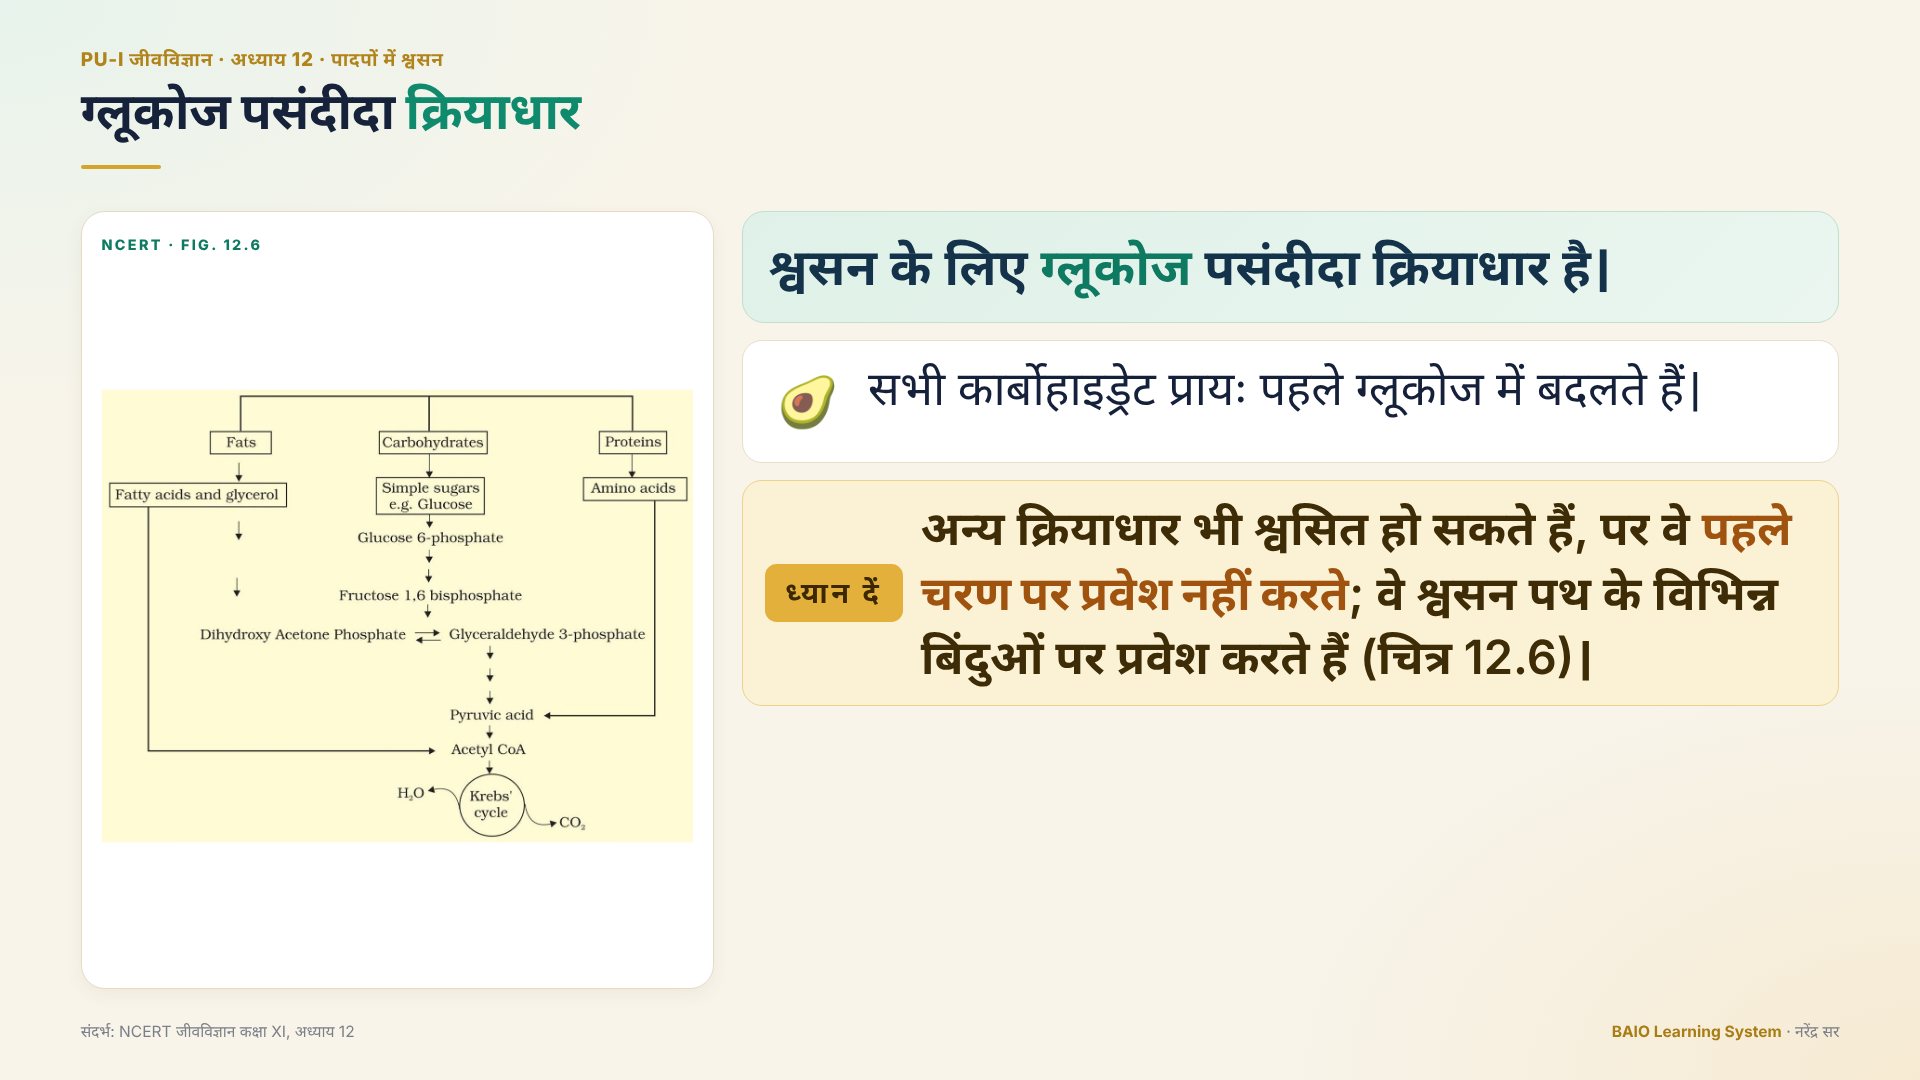 PU-I जीवविज्ञान · अध्याय 12 · पादपों में श्वसन
ग्लूकोज पसंदीदा क्रियाधार
NCERT · FIG. 12.6
Fats
Carbohydrates
Proteins
Fatty acids and glycerol
Simple sugars
e.g. Glucose
Amino acids
Glucose 6-phosphate
Fructose 1,6 bisphosphate
Dihydroxy Acetone Phosphate
Glyceraldehyde 3-phosphate
Pyruvic acid
Acetyl CoA
H₂O
Krebs'
cycle
CO₂
श्वसन के लिए ग्लूकोज पसंदीदा क्रियाधार है|
सभी कार्बोहाइड्रेट प्रायः पहले ग्लूकोज में बदलते हैं|
ध्यान दें
अन्य क्रियाधार भी श्वसित हो सकते हैं, पर वे पहले
चरण पर प्रवेश नहीं करते; वे श्वसन पथ के विभिन्न
बिंदुओं पर प्रवेश करते हैं (चित्र 12.6)|
संदर्भ: NCERT जीवविज्ञान कक्षा XI, अध्याय 12
BAIO Learning System · नरेंद्र सर